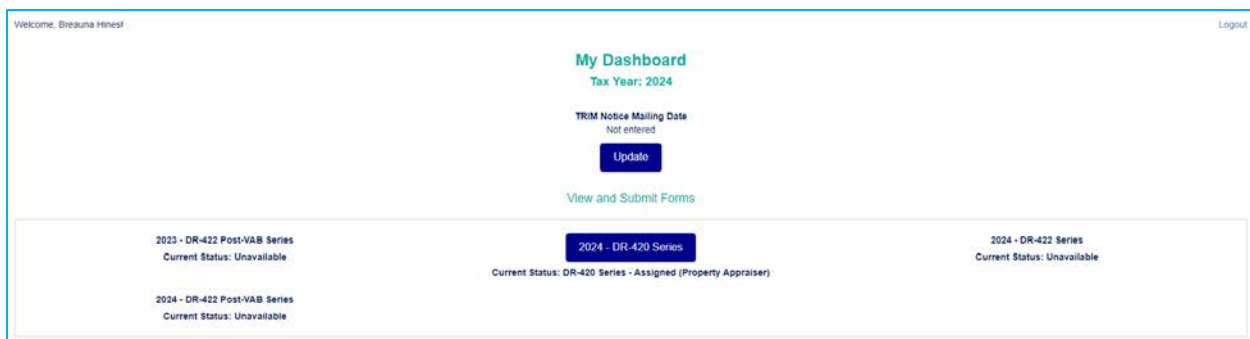 Welcome, Breauna Hines!
Logout
My Dashboard
Tax Year: 2024
TRIM Notice Mailing Date
Not entered
Update
View and Submit Forms
2023 - DR-422 Post-VAB Series
Current Status: Unavailable
2024 - DR-420 Series
Current Status: DR-420 Series - Assigned (Property Appraiser)
2024 - DR-422 Series
Current Status: Unavailable
2024 - DR-422 Post-VAB Series
Current Status: Unavailable